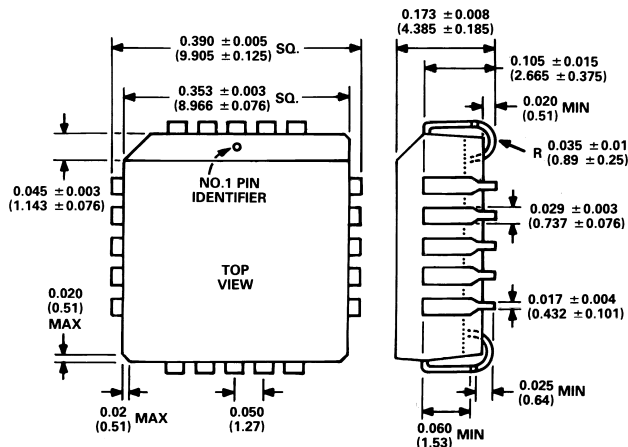 0.390 ±0.005 SQ.
(9.905 ±0.125)
0.353 ±0.003 SQ.
(8.966 ±0.076)
NO.1 PIN
IDENTIFIER
0.045 ±0.003
(1.143 ±0.076)
TOP
VIEW
0.020
(0.51)
MAX
0.02
(0.51) MAX
0.050
(1.27)
0.173 ±0.008
(4.385 ±0.185)
0.105 ±0.015
(2.665 ±0.375)
0.020
(0.51) MIN
R 0.035 ±0.01
(0.89 ±0.25)
0.029 ±0.003
(0.737 ±0.076)
0.017 ±0.004
(0.432 ±0.101)
0.025
(0.64) MIN
0.060
(1.53) MIN